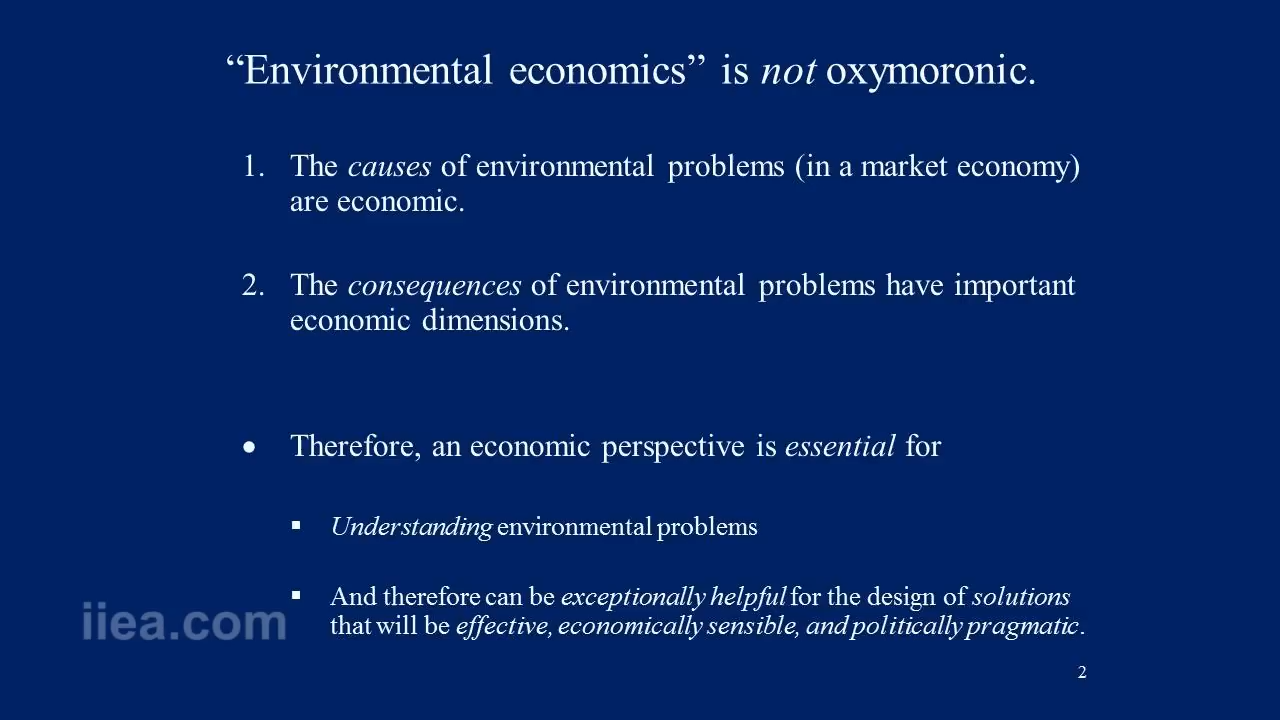 “Environmental economics” is not oxymoronic.
1. The causes of environmental problems (in a market economy)
are economic.
2. The consequences of environmental problems have important
economic dimensions.
• Therefore, an economic perspective is essential for
▪ Understanding environmental problems
▪ And therefore can be exceptionally helpful for the design of solutions
that will be effective, economically sensible, and politically pragmatic.
iiea.com
2